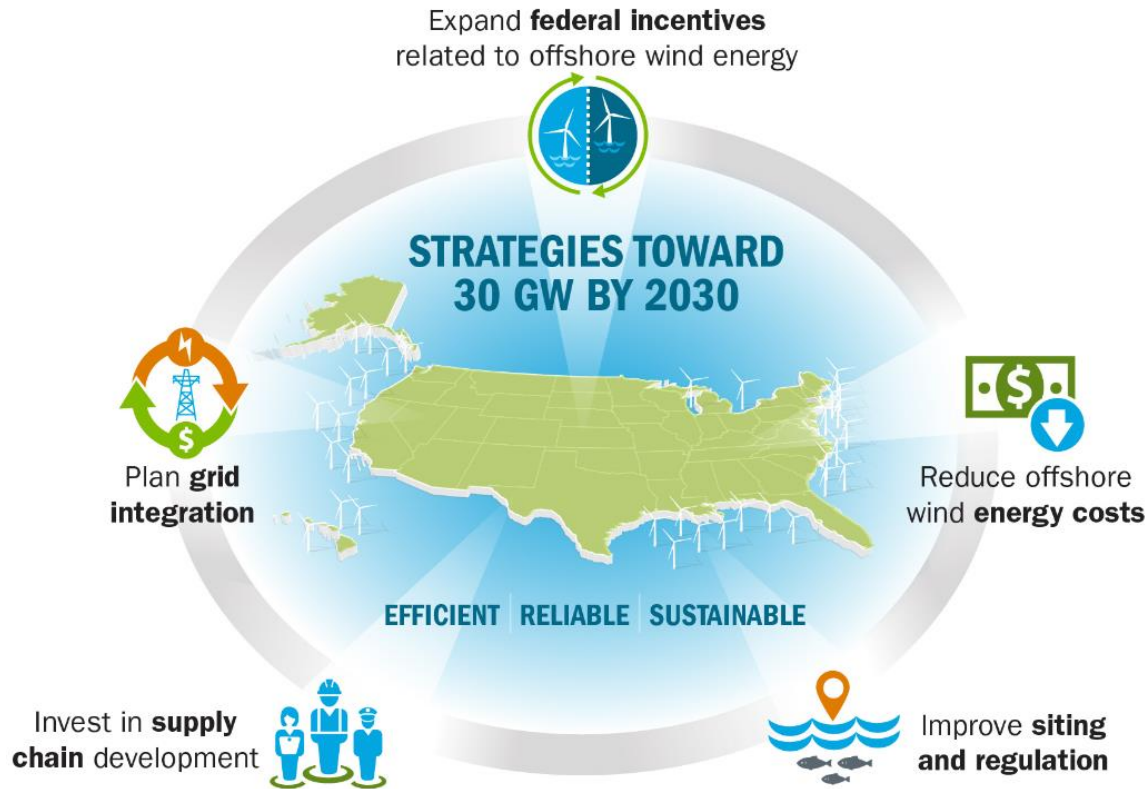 Expand federal incentives
related to offshore wind energy
STRATEGIES TOWARD
30 GW BY 2030
$
$
Plan grid
integration
Reduce offshore
wind energy costs
EFFICIENT | RELIABLE | SUSTAINABLE
Invest in supply
chain development
Improve siting
and regulation